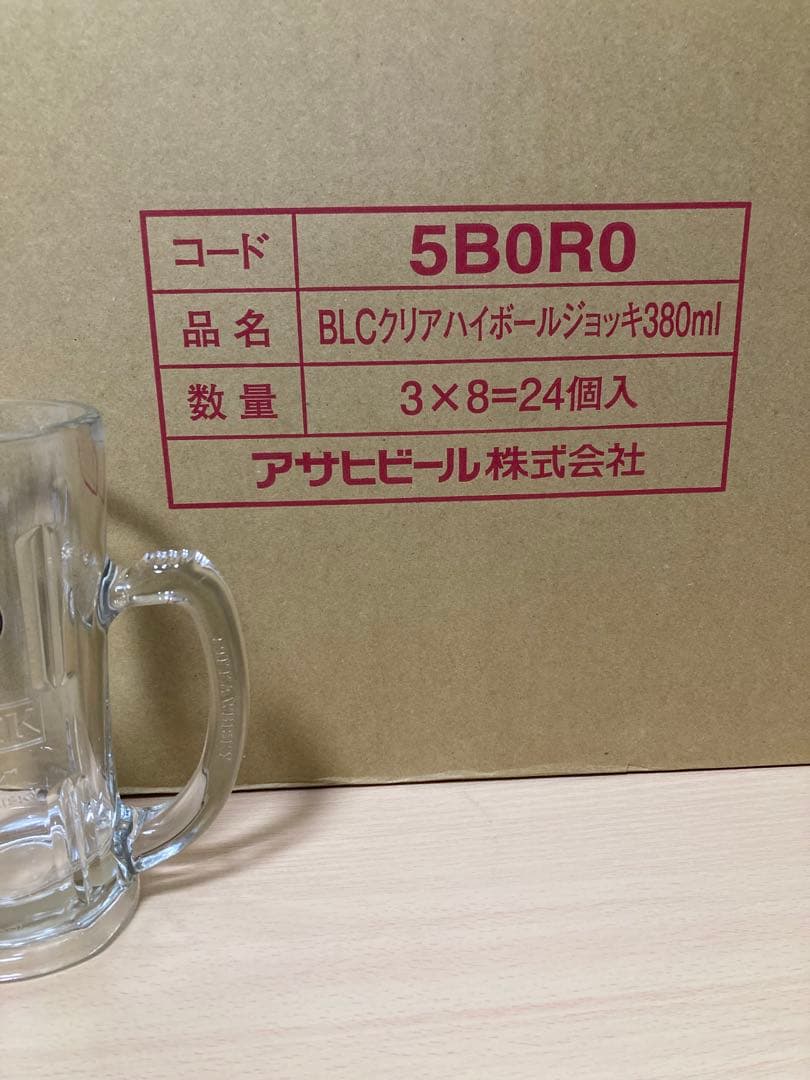 コード 5B0R0
品名 BLCクリアハイボールジョッキ380ml
数量 3×8=24個入
アサヒビール株式会社